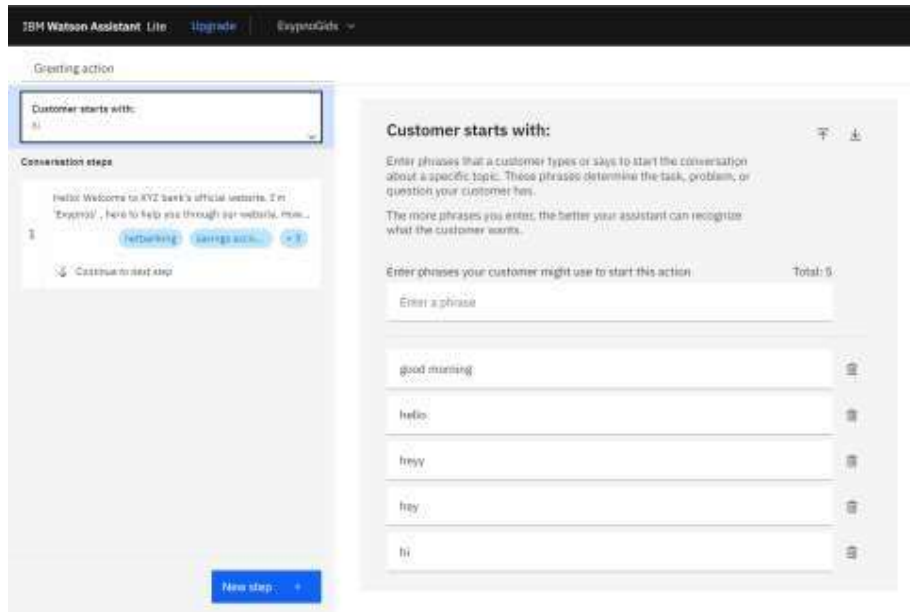 IBM Watson Assistant Lite Upgrade ExypnoGids
Greeting action
Customer starts with:
hi
Conversation steps
1
Hello! Welcome to XYZ bank's official website. I'm
'Exypnos' , here to help you through our website. How...
netbanking savings acco... + 3
Continue to next step
New step +
Customer starts with:
Enter phrases that a customer types or says to start the conversation
about a specific topic. These phrases determine the task, problem, or
question your customer has.
The more phrases you enter, the better your assistant can recognize
what the customer wants.
Enter phrases your customer might use to start this action Total: 5
Enter a phrase
good morning
hello
heyy
hey
hi